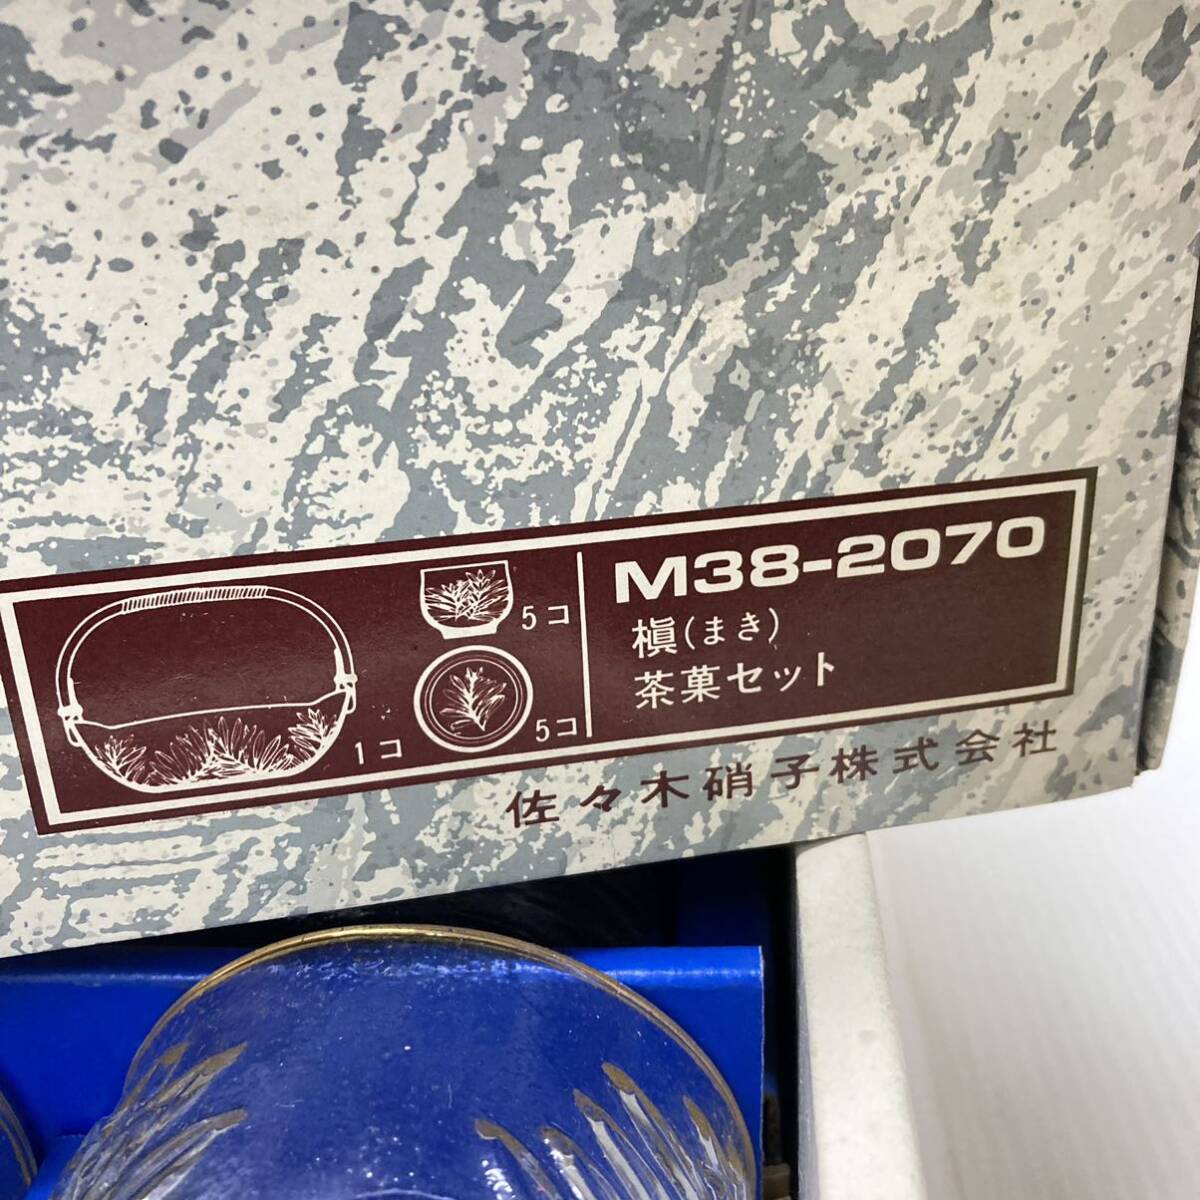 M38-2070
槇(まき)
茶菓セット
5コ
5コ
1コ
佐々木硝子株式会社